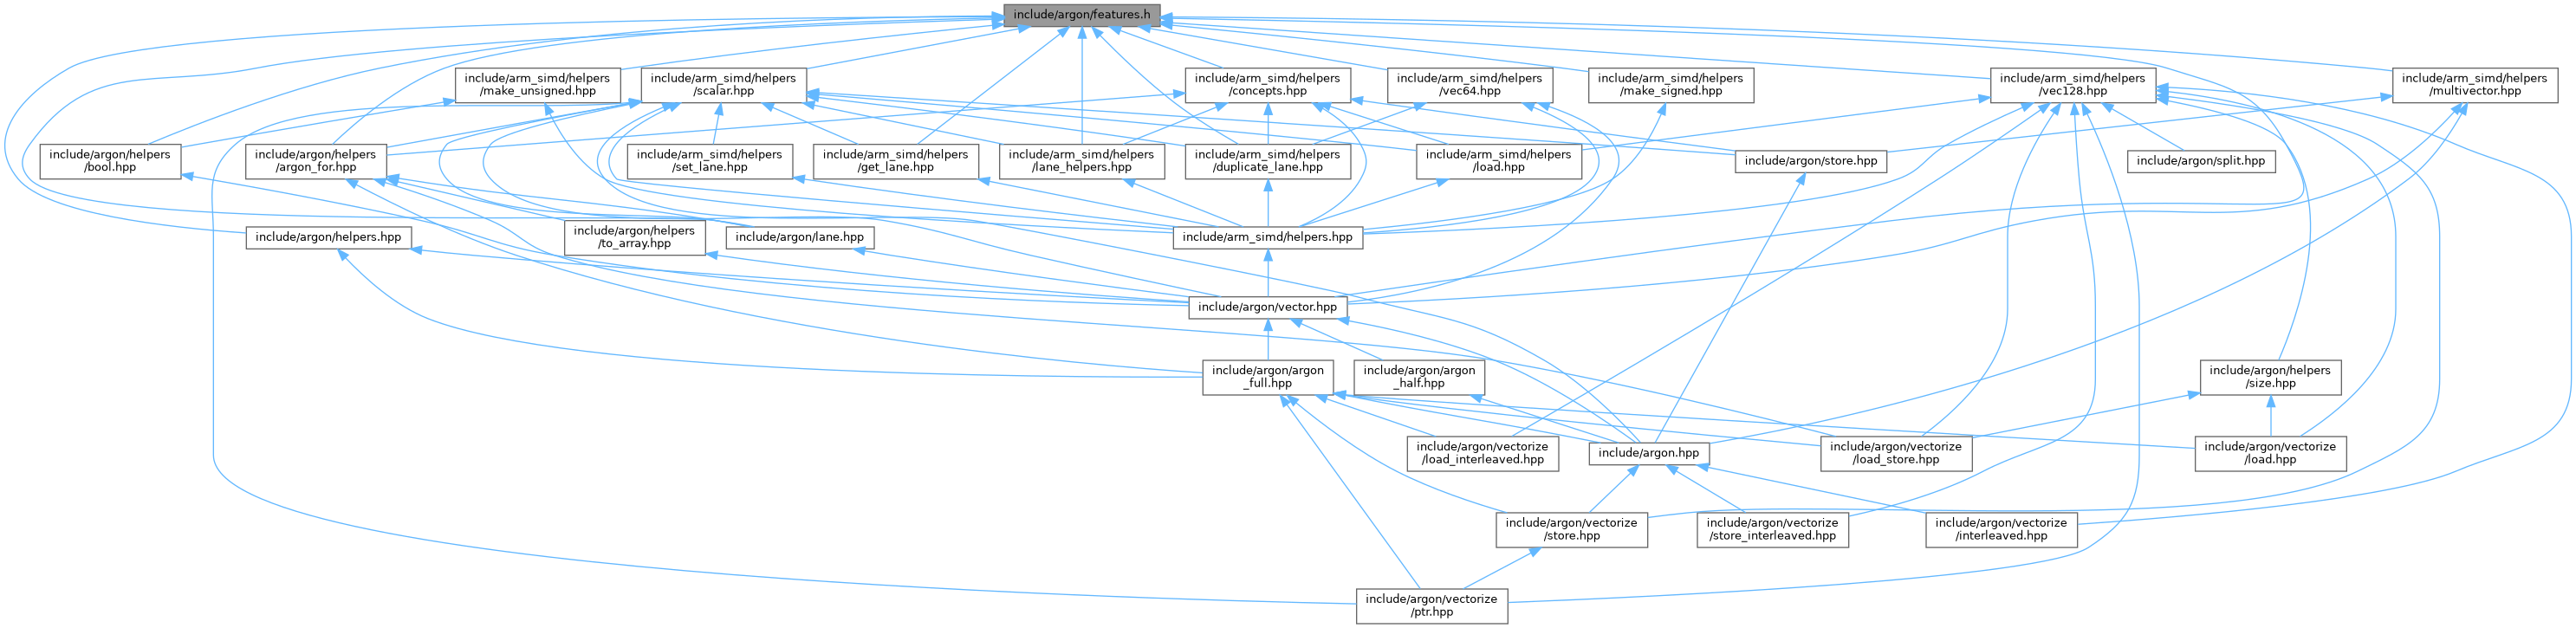 include/argon/features.h
include/arm_simd/helpers
/make_unsigned.hpp
include/arm_simd/helpers
/scalar.hpp
include/arm_simd/helpers
/concepts.hpp
include/arm_simd/helpers
/vec64.hpp
include/arm_simd/helpers
/make_signed.hpp
include/arm_simd/helpers
/vec128.hpp
include/arm_simd/helpers
/multivector.hpp
include/argon/helpers
/bool.hpp
include/argon/helpers
/argon_for.hpp
include/arm_simd/helpers
/set_lane.hpp
include/arm_simd/helpers
/get_lane.hpp
include/arm_simd/helpers
/lane_helpers.hpp
include/arm_simd/helpers
/duplicate_lane.hpp
include/arm_simd/helpers
/load.hpp
include/argon/store.hpp
include/argon/split.hpp
include/argon/helpers.hpp
include/argon/helpers
/to_array.hpp
include/argon/lane.hpp
include/arm_simd/helpers.hpp
include/argon/vector.hpp
include/argon/argon
_full.hpp
include/argon/argon
_half.hpp
include/argon/helpers
/size.hpp
include/argon/vectorize
/load_interleaved.hpp
include/argon.hpp
include/argon/vectorize
/load_store.hpp
include/argon/vectorize
/load.hpp
include/argon/vectorize
/store.hpp
include/argon/vectorize
/store_interleaved.hpp
include/argon/vectorize
/interleaved.hpp
include/argon/vectorize
/ptr.hpp